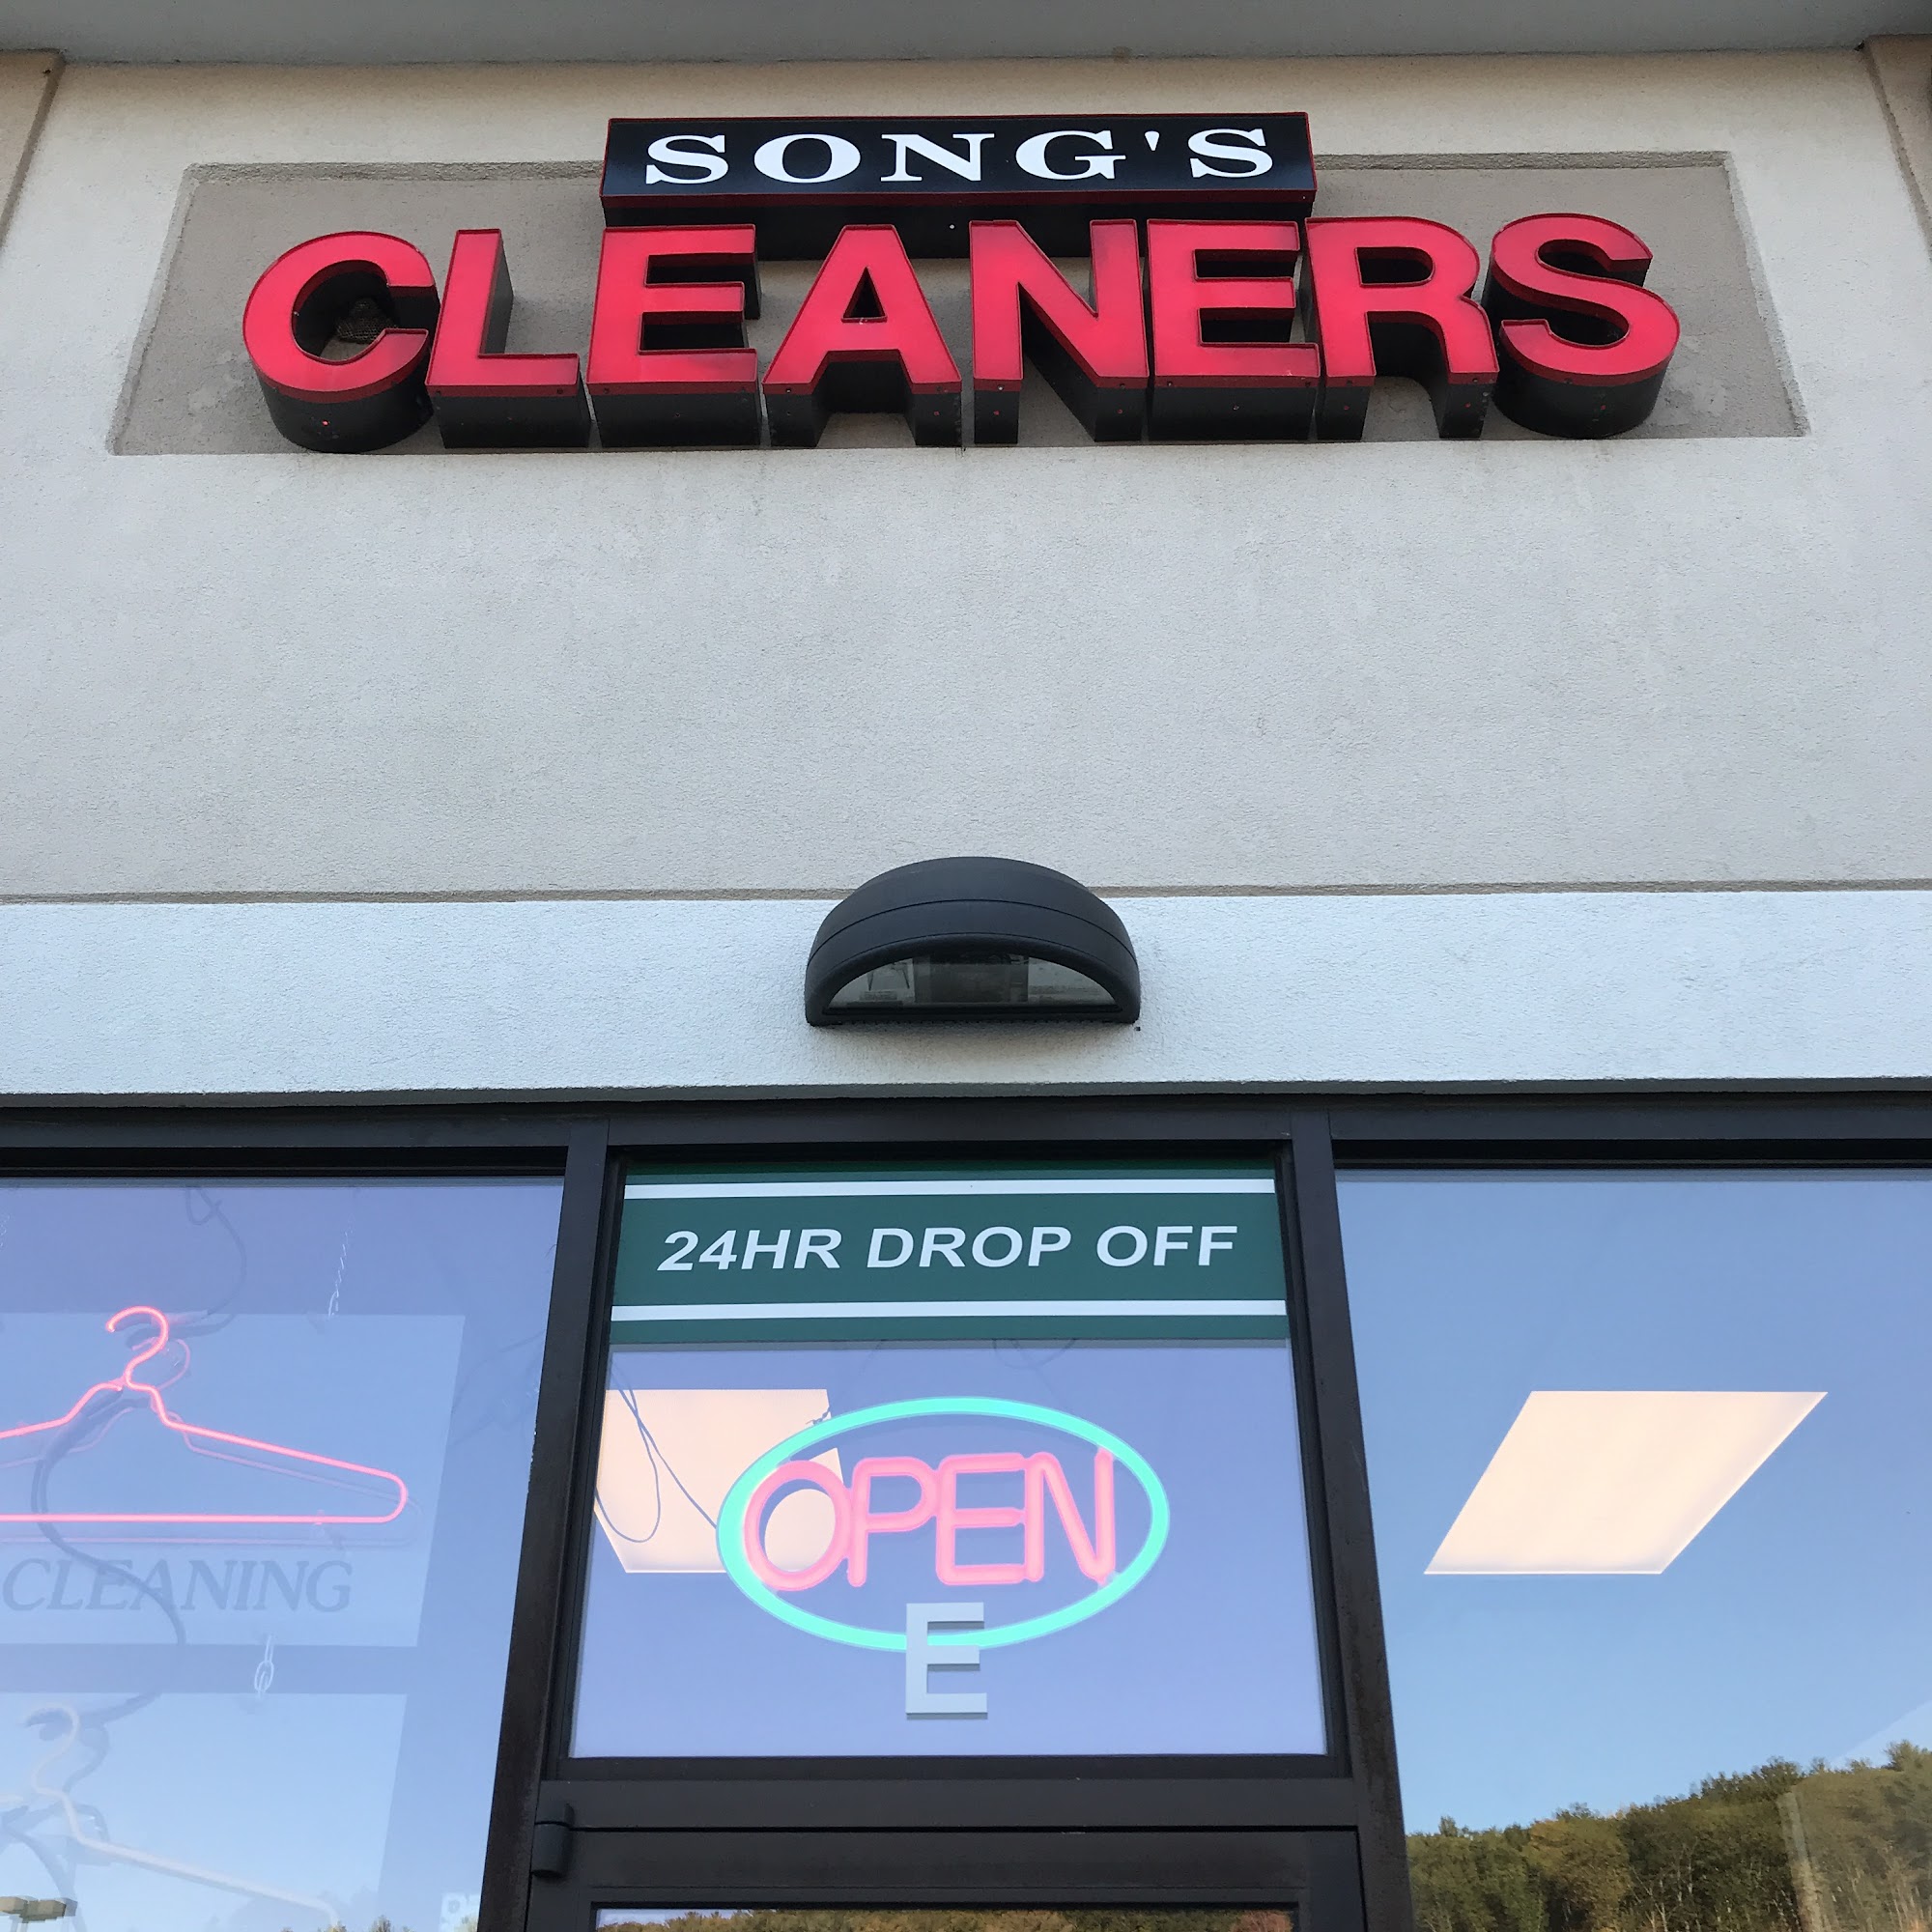 SONG'S
CLEANERS
24HR DROP OFF
OPEN
E
CLEANING